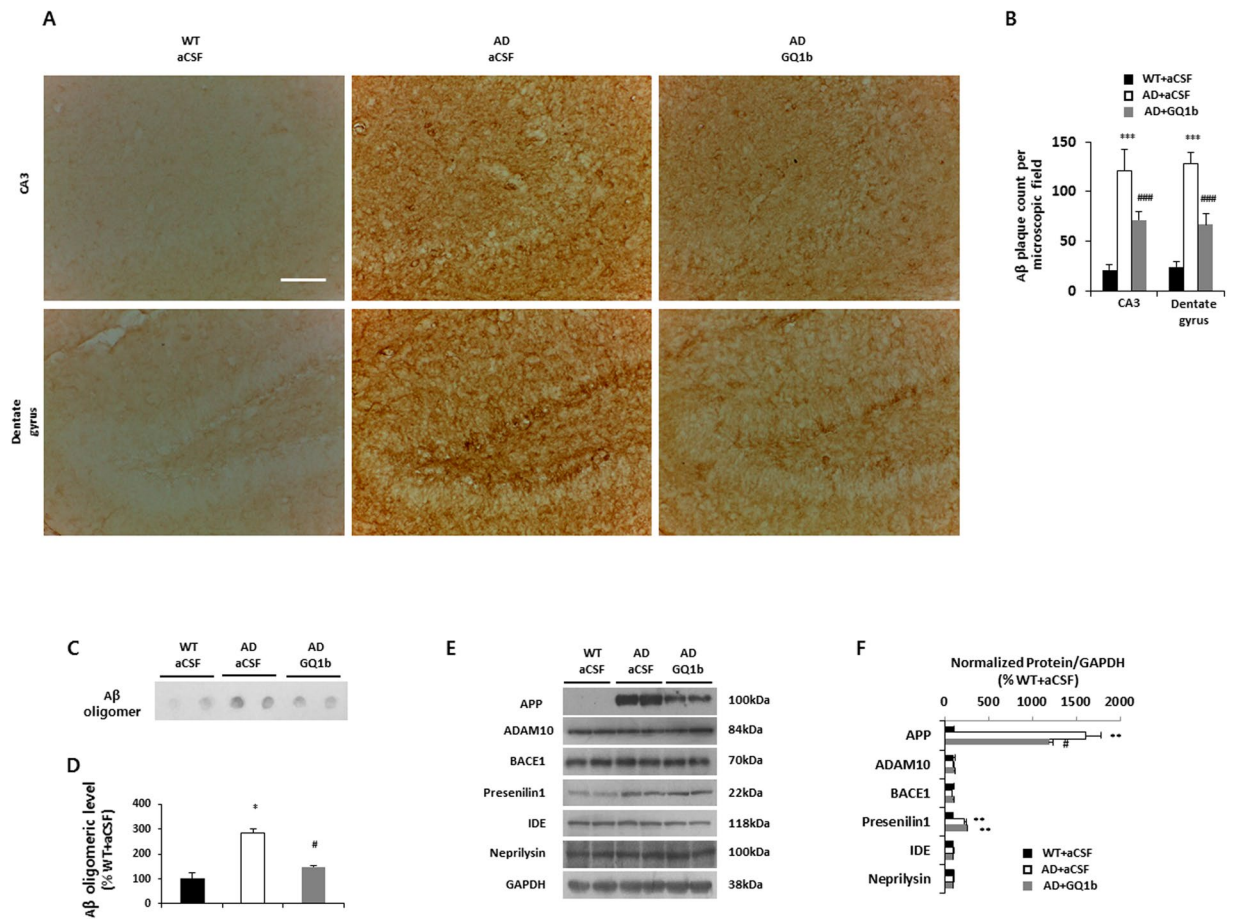 A
WT
aCSF
AD
aCSF
AD
GQ1b
CA3
Dentate
gyrus
B
WT+aCSF
AD+aCSF
AD+GQ1b
Aβ plaque count per
microscopic field
150
100
50
0
***
###
***
###
CA3
Dentate
gyrus
C
WT
aCSF
AD
aCSF
AD
GQ1b
Aβ
oligomer
D
Aβ oligomeric level
(% WT+aCSF)
400
300
200
100
0
*
#
E
WT
aCSF
AD
aCSF
AD
GQ1b
APP 100kDa
ADAM10 84kDa
BACE1 70kDa
Presenilin1 22kDa
IDE 118kDa
Neprilysin 100kDa
GAPDH 38kDa
F
Normalized Protein/GAPDH
(% WT+aCSF)
0 500 1000 1500 2000
APP **
#
ADAM10
BACE1
Presenilin1 **
**
IDE
Neprilysin
WT+aCSF
AD+aCSF
AD+GQ1b